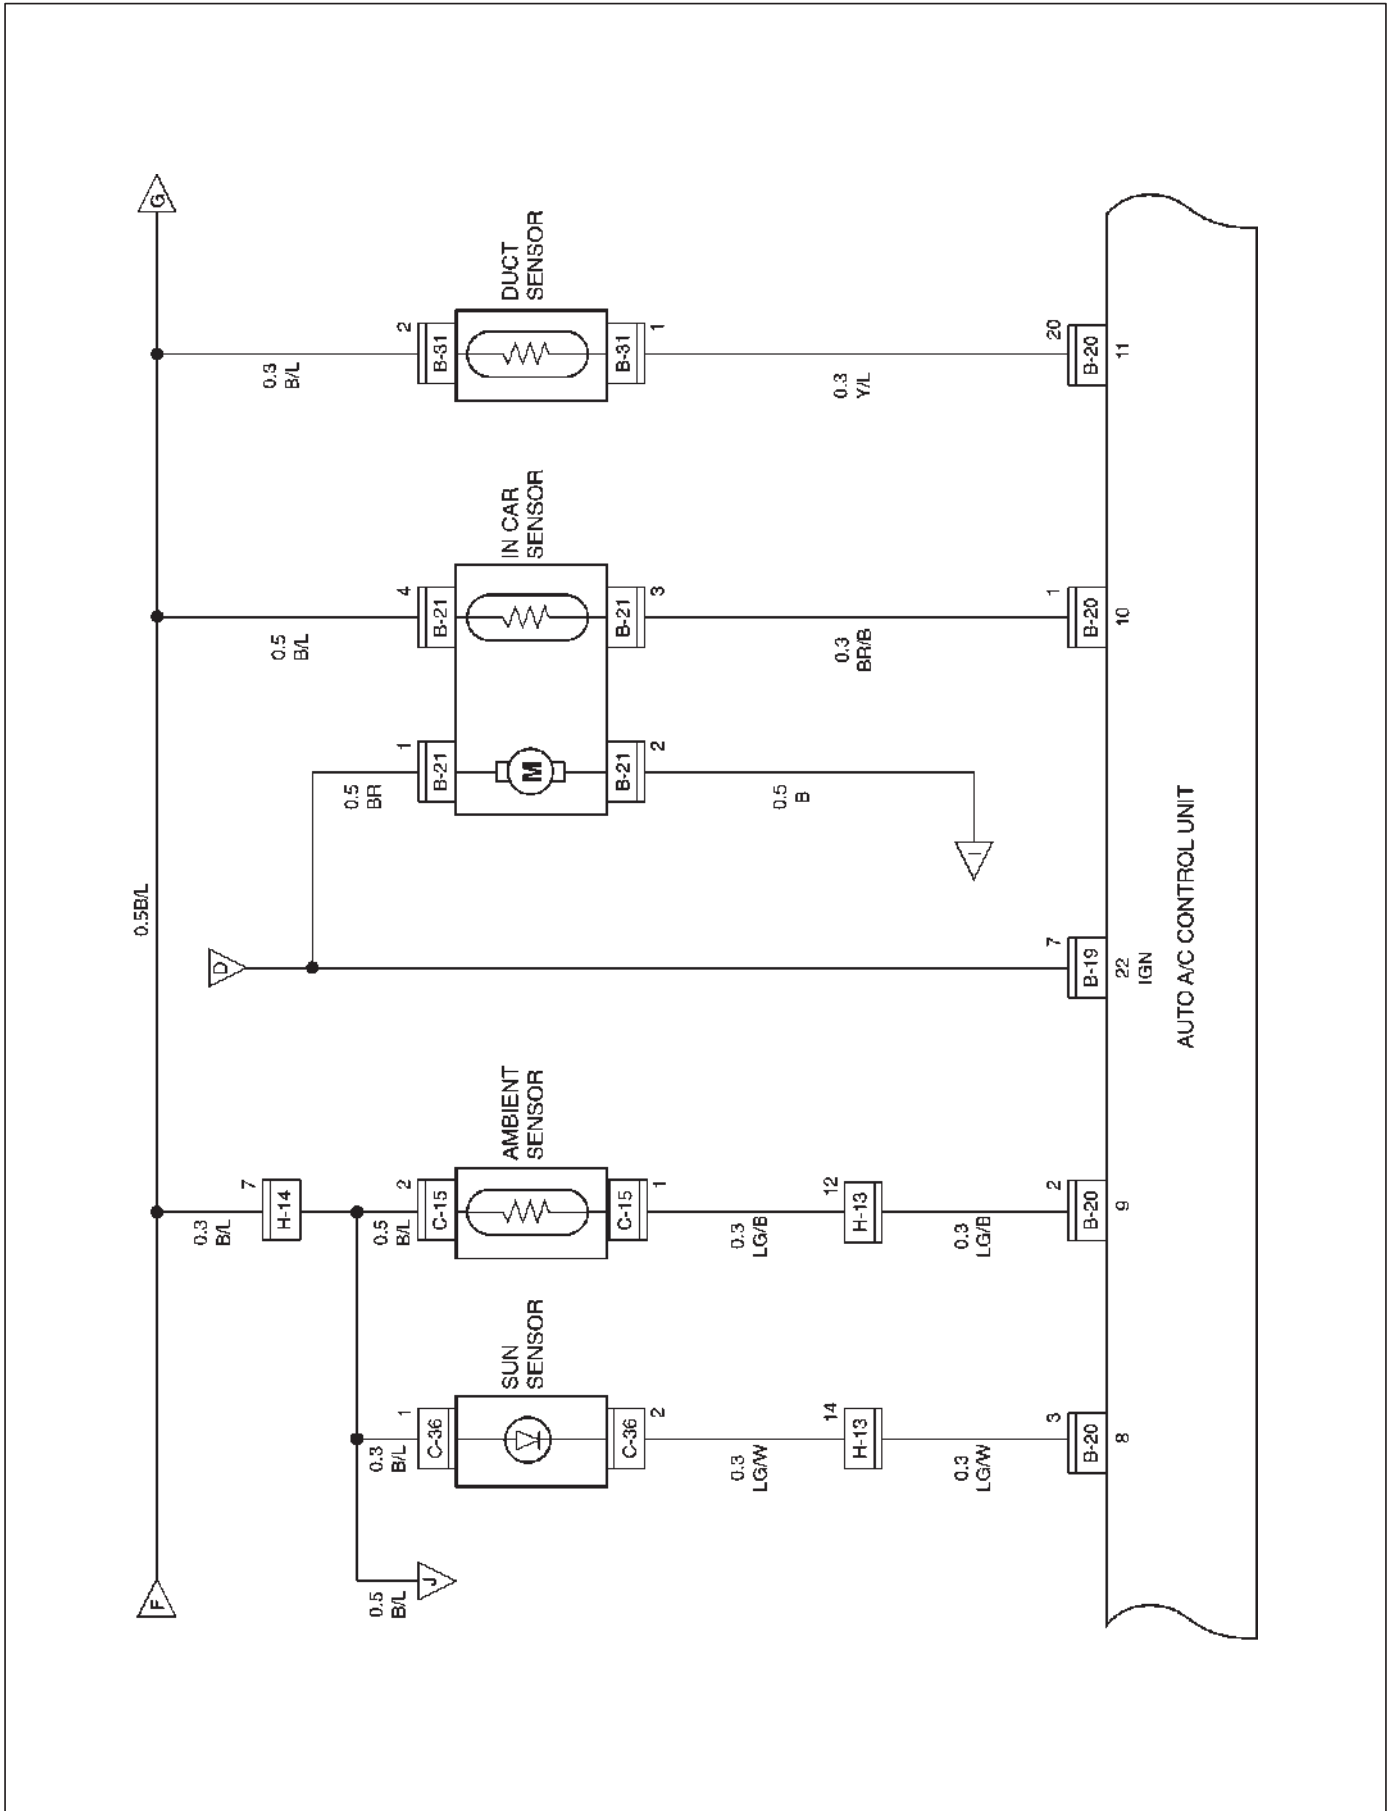 G
F
0.5B/L
D
0.3
B/L
7
H-14
J
0.5
B/L
0.3
B/L
1
C-36
SUN
SENSOR
C-36
2
0.3
LG/W
14
H-13
0.3
LG/W
3
B-20
8
0.5
B/L
2
C-15
AMBIENT
SENSOR
C-15
1
0.3
LG/B
12
H-13
0.3
LG/B
2
B-20
9
7
B-19
22
IGN
0.5
BR
1
B-21
M
B-21
2
0.5
B
I
0.5
B/L
4
B-21
IN CAR
SENSOR
B-21
3
0.3
BR/B
1
B-20
10
0.3
B/L
2
B-31
DUCT
SENSOR
B-31
1
0.3
Y/L
20
B-20
11
AUTO A/C CONTROL UNIT